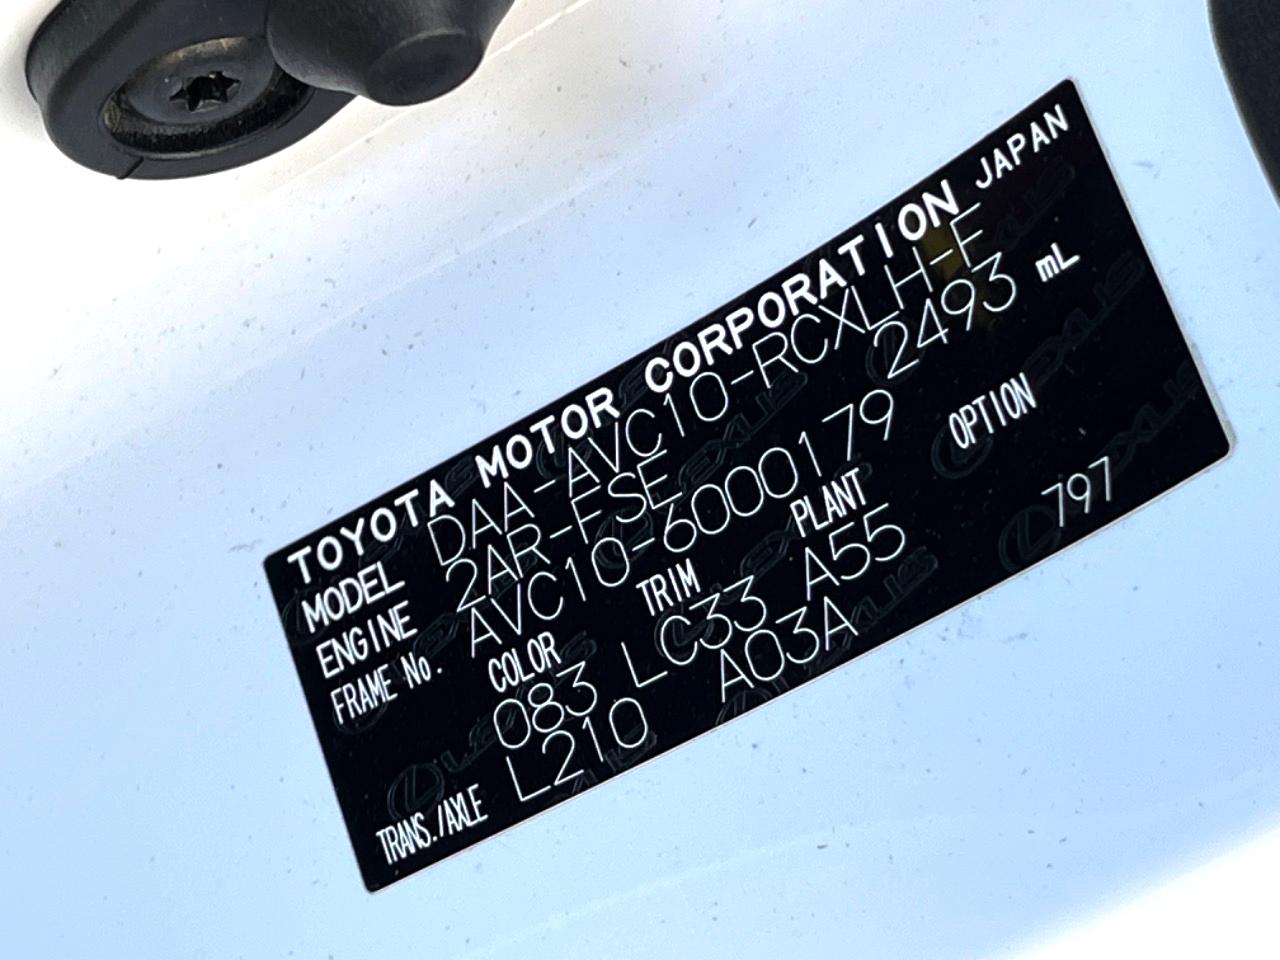 TOYOTA MOTOR CORPORATION JAPAN
MODEL DAA-AVC10-RCXLH-F
ENGINE 2AR-FSE 2493 mL
FRAME No. AVC10-6000179
COLOR TRIM PLANT OPTION
083 LC33 A55 797
TRANS./AXLE L210 A03A